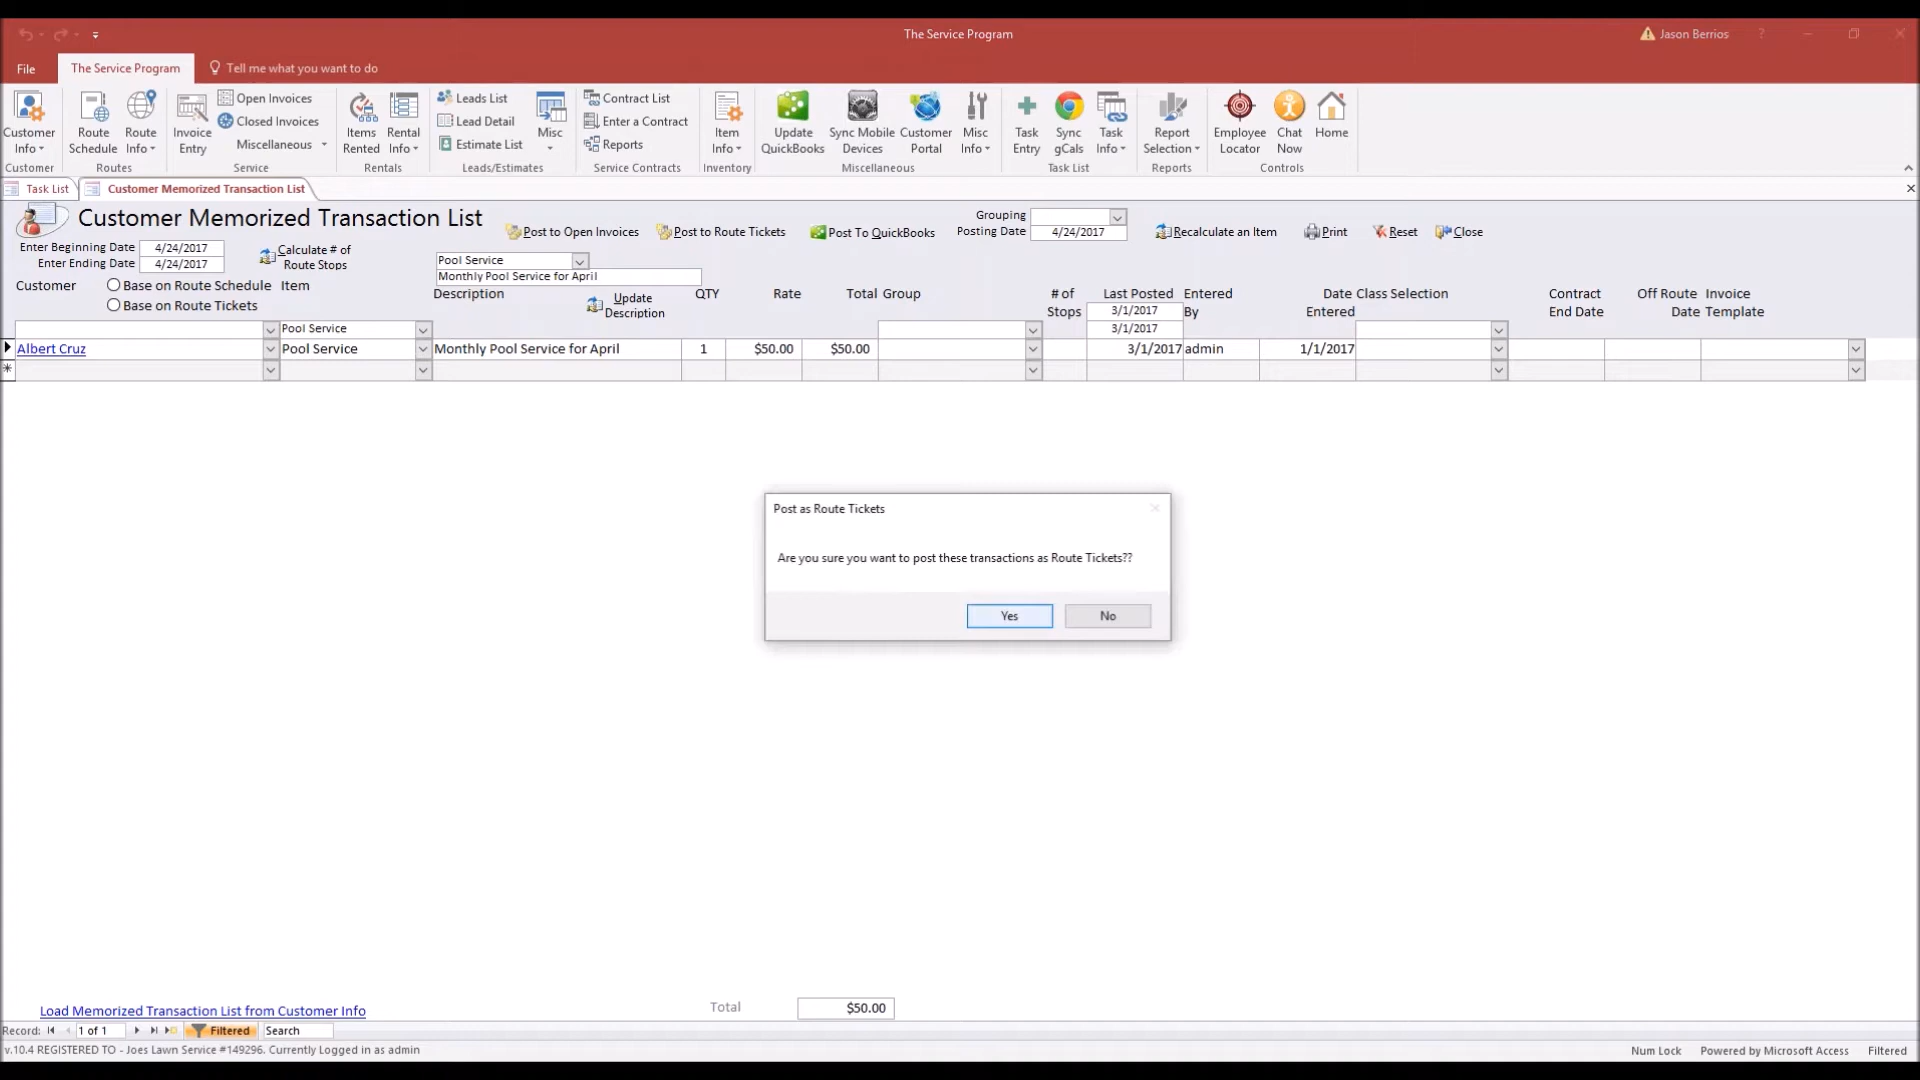 The Service Program
Jason Berrios
?
File
The Service Program
Tell me what you want to do
Customer Info
Route Schedule
Route Info
Invoice Entry
Open Invoices
Closed Invoices
Miscellaneous
Items Rented
Rental Info
Leads List
Lead Detail
Estimate List
Misc
Contract List
Enter a Contract
Reports
Item Info
Update QuickBooks
Sync Mobile Devices
Customer Portal
Misc Info
Task Entry
Sync gCals
Task Info
Report Selection
Employee Locator
Chat Now
Home
Customer
Routes
Service
Rentals
Leads/Estimates
Service Contracts
Inventory
Miscellaneous
Task List
Reports
Controls
Task List
Customer Memorized Transaction List
Customer Memorized Transaction List
Post to Open Invoices
Post to Route Tickets
Post To QuickBooks
Grouping
Posting Date 4/24/2017
Recalculate an Item
Print
Reset
Close
Enter Beginning Date 4/24/2017
Enter Ending Date 4/24/2017
Calculate # of Route Stops
Pool Service
Monthly Pool Service for April
Customer
Base on Route Schedule
Base on Route Tickets
Item
Description
Update Description
QTY
Rate
Total
Group
# of Stops
Last Posted
3/1/2017
3/1/2017
Entered By
Date Entered
Class Selection
Contract End Date
Off Route Date
Invoice Template
Pool Service
Albert Cruz Pool Service Monthly Pool Service for April 1 $50.00 $50.00 3/1/2017 admin 1/1/2017
Post as Route Tickets
Are you sure you want to post these transactions as Route Tickets??
Yes
No
Load Memorized Transaction List from Customer Info
Total $50.00
Record: 1 of 1 Filtered Search
v.10.4 REGISTERED TO - Joes Lawn Service #149296. Currently Logged in as admin
Num Lock
Powered by Microsoft Access
Filtered